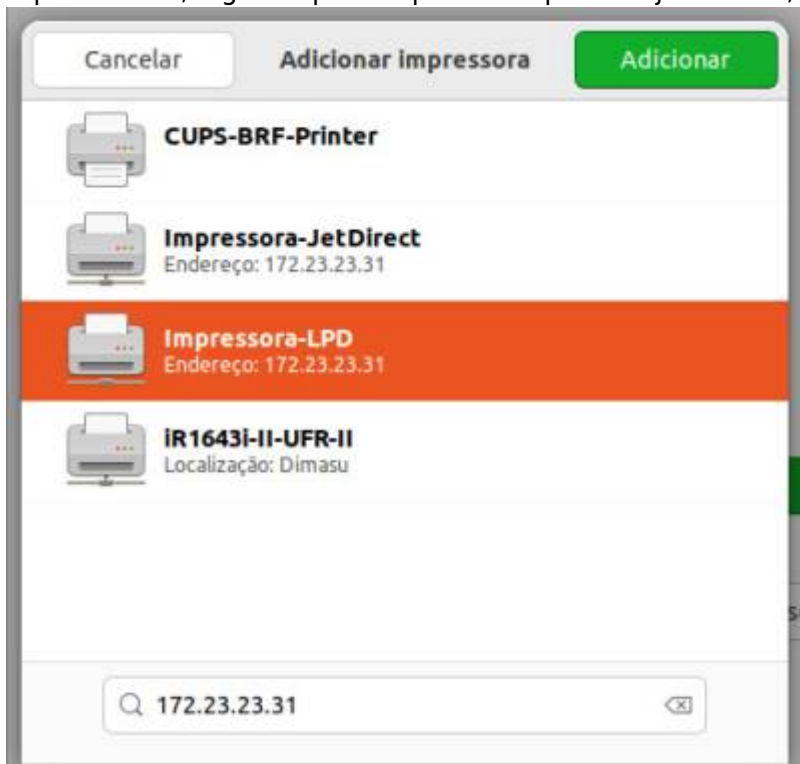 Cancelar Adicionar impressora Adicionar
CUPS-BRF-Printer
Impressora-JetDirect
Endereço: 172.23.23.31
Impressora-LPD
Endereço: 172.23.23.31
iR1643i-II-UFR-II
Localização: Dimasu
172.23.23.31